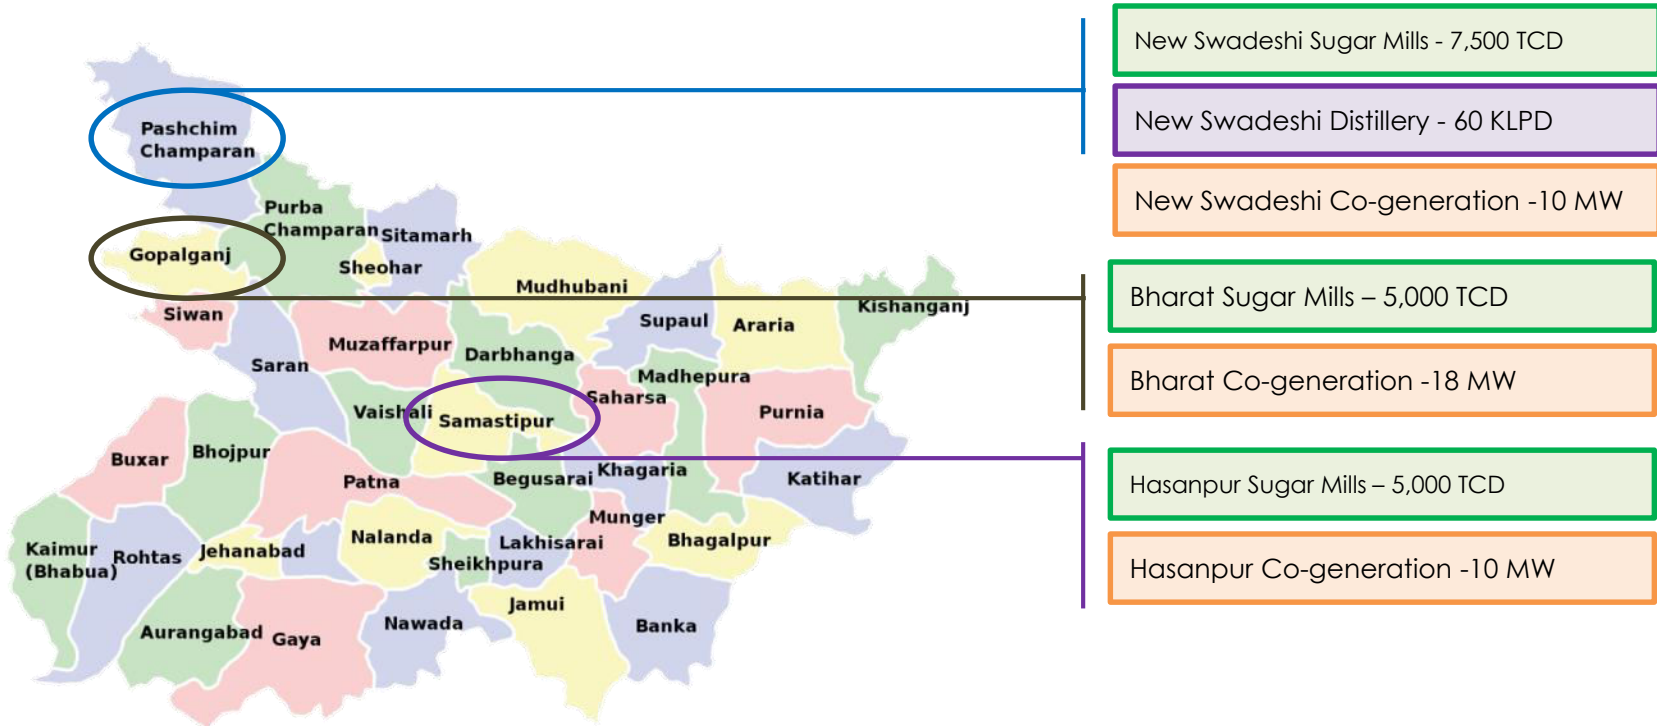 New Swadeshi Sugar Mills - 7,500 TCD
New Swadeshi Distillery - 60 KLPD
New Swadeshi Co-generation -10 MW
Bharat Sugar Mills – 5,000 TCD
Bharat Co-generation -18 MW
Hasanpur Sugar Mills – 5,000 TCD
Hasanpur Co-generation -10 MW
Pashchim
Champaran
Purba
Champaran
Sitamarh
Gopalganj
Sheohar
Mudhubani
Siwan
Kishanganj
Supaul
Araria
Muzaffarpur
Darbhanga
Saran
Madhepura
Saharsa
Vaishali
Samastipur
Purnia
Buxar
Bhojpur
Patna
Begusarai
Khagaria
Katihar
Munger
Kaimur
(Bhabua)
Rohtas
Jehanabad
Nalanda
Lakhisarai
Sheikhpura
Bhagalpur
Jamui
Aurangabad
Gaya
Nawada
Banka